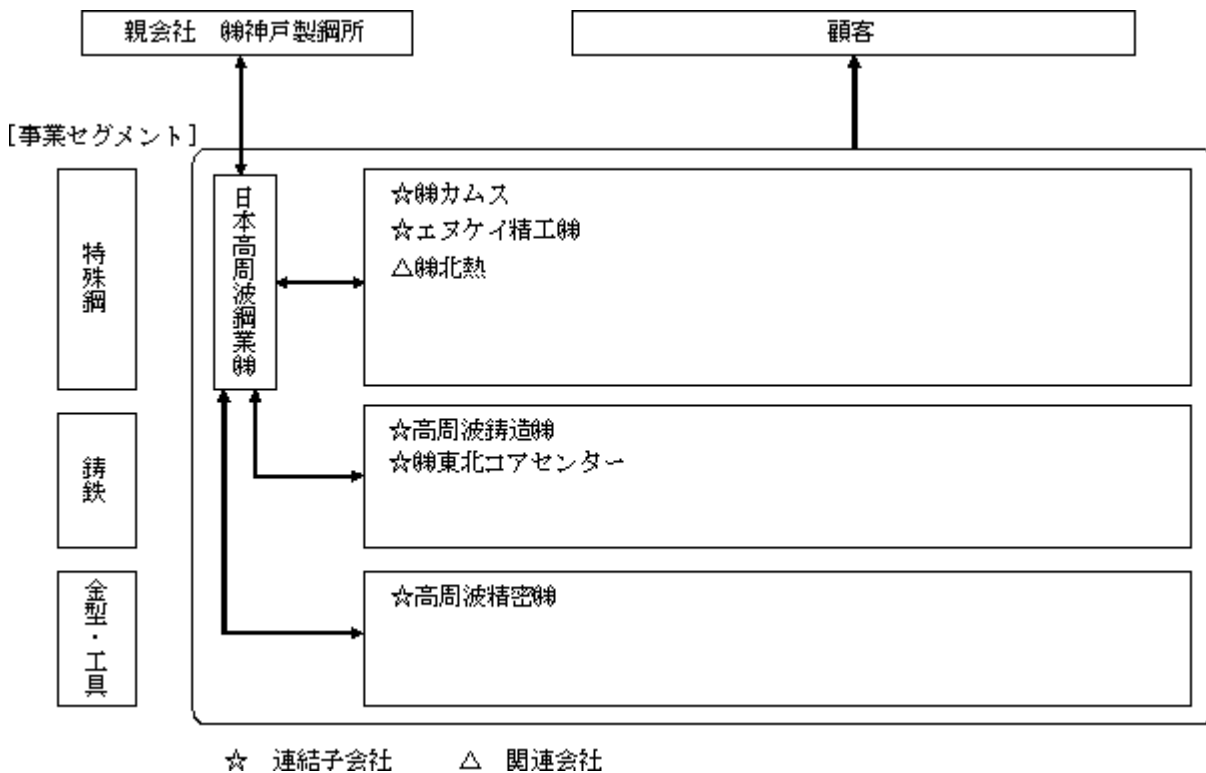 親会社 ㈱神戸製鋼所
顧客
[事業セグメント]
特殊鋼
日本高周波鋼業㈱
☆㈱カムス
☆エヌケイ精工㈱
△㈱北熱
鋳鉄
☆高周波鋳造㈱
☆㈱東北コアセンター
金型・工具
☆高周波精密㈱
☆ 連結子会社 △ 関連会社